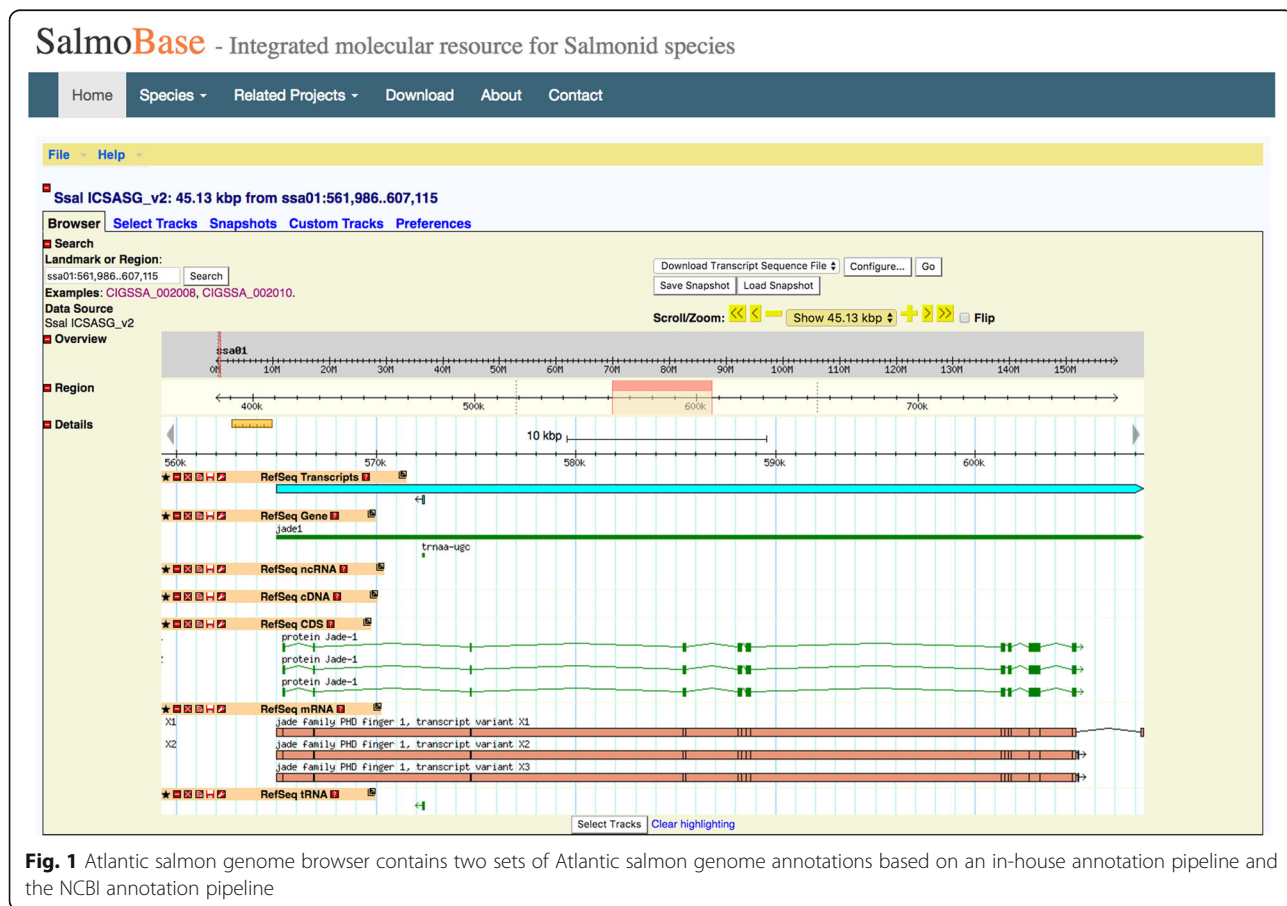 SalmoBase - Integrated molecular resource for Salmonid species
Home Species Related Projects Download About Contact
File Help
Ssal ICSASG_v2: 45.13 kbp from ssa01:561,986..607,115
Browser Select Tracks Snapshots Custom Tracks Preferences
Search
Landmark or Region:
ssa01:561,986..607,115 Search
Download Transcript Sequence File Configure... Go
Save Snapshot Load Snapshot
Examples: CIGSSA_002008, CIGSSA_002010.
Data Source
Ssal ICSASG_v2
Scroll/Zoom: << < Show 45.13 kbp > >> Flip
Overview
ssa01
0M 10M 20M 30M 40M 50M 60M 70M 80M 90M 100M 110M 120M 130M 140M 150M
Region
400k 500k 600k 700k
Details
10 kbp
560k 570k 580k 590k 600k
RefSeq Transcripts ?
RefSeq Gene ?
jade1
trnaa-ugc
RefSeq ncRNA ?
RefSeq cDNA ?
RefSeq CDS ?
protein Jade-1
protein Jade-1
protein Jade-1
RefSeq mRNA ?
X1 jade family PHD finger 1, transcript variant X1
X2 jade family PHD finger 1, transcript variant X2
jade family PHD finger 1, transcript variant X3
RefSeq tRNA ?
Select Tracks Clear highlighting
Fig. 1 Atlantic salmon genome browser contains two sets of Atlantic salmon genome annotations based on an in-house annotation pipeline and
the NCBI annotation pipeline